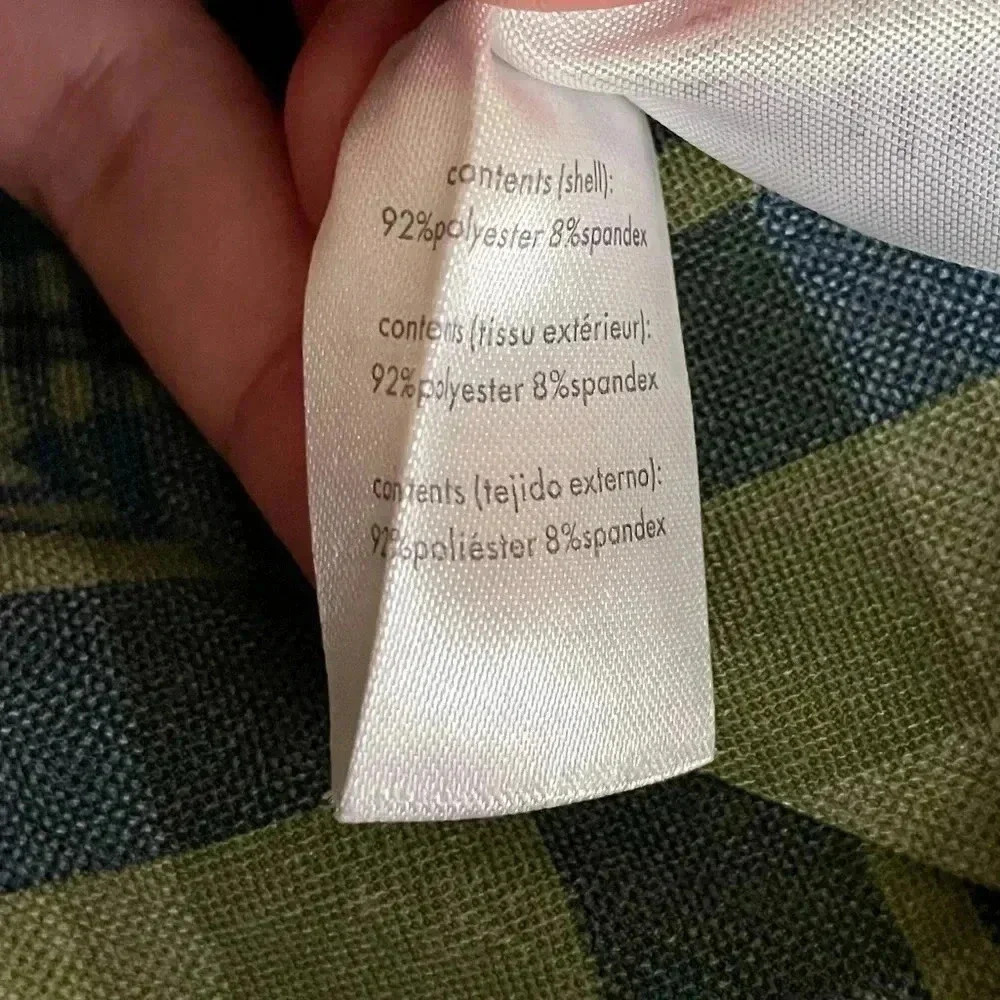 contents (shell):
92%polyester 8%spandex
contents (tissu extérieur):
92%polyester 8%spandex
contents (tejido externo):
92%poliéster 8%spandex